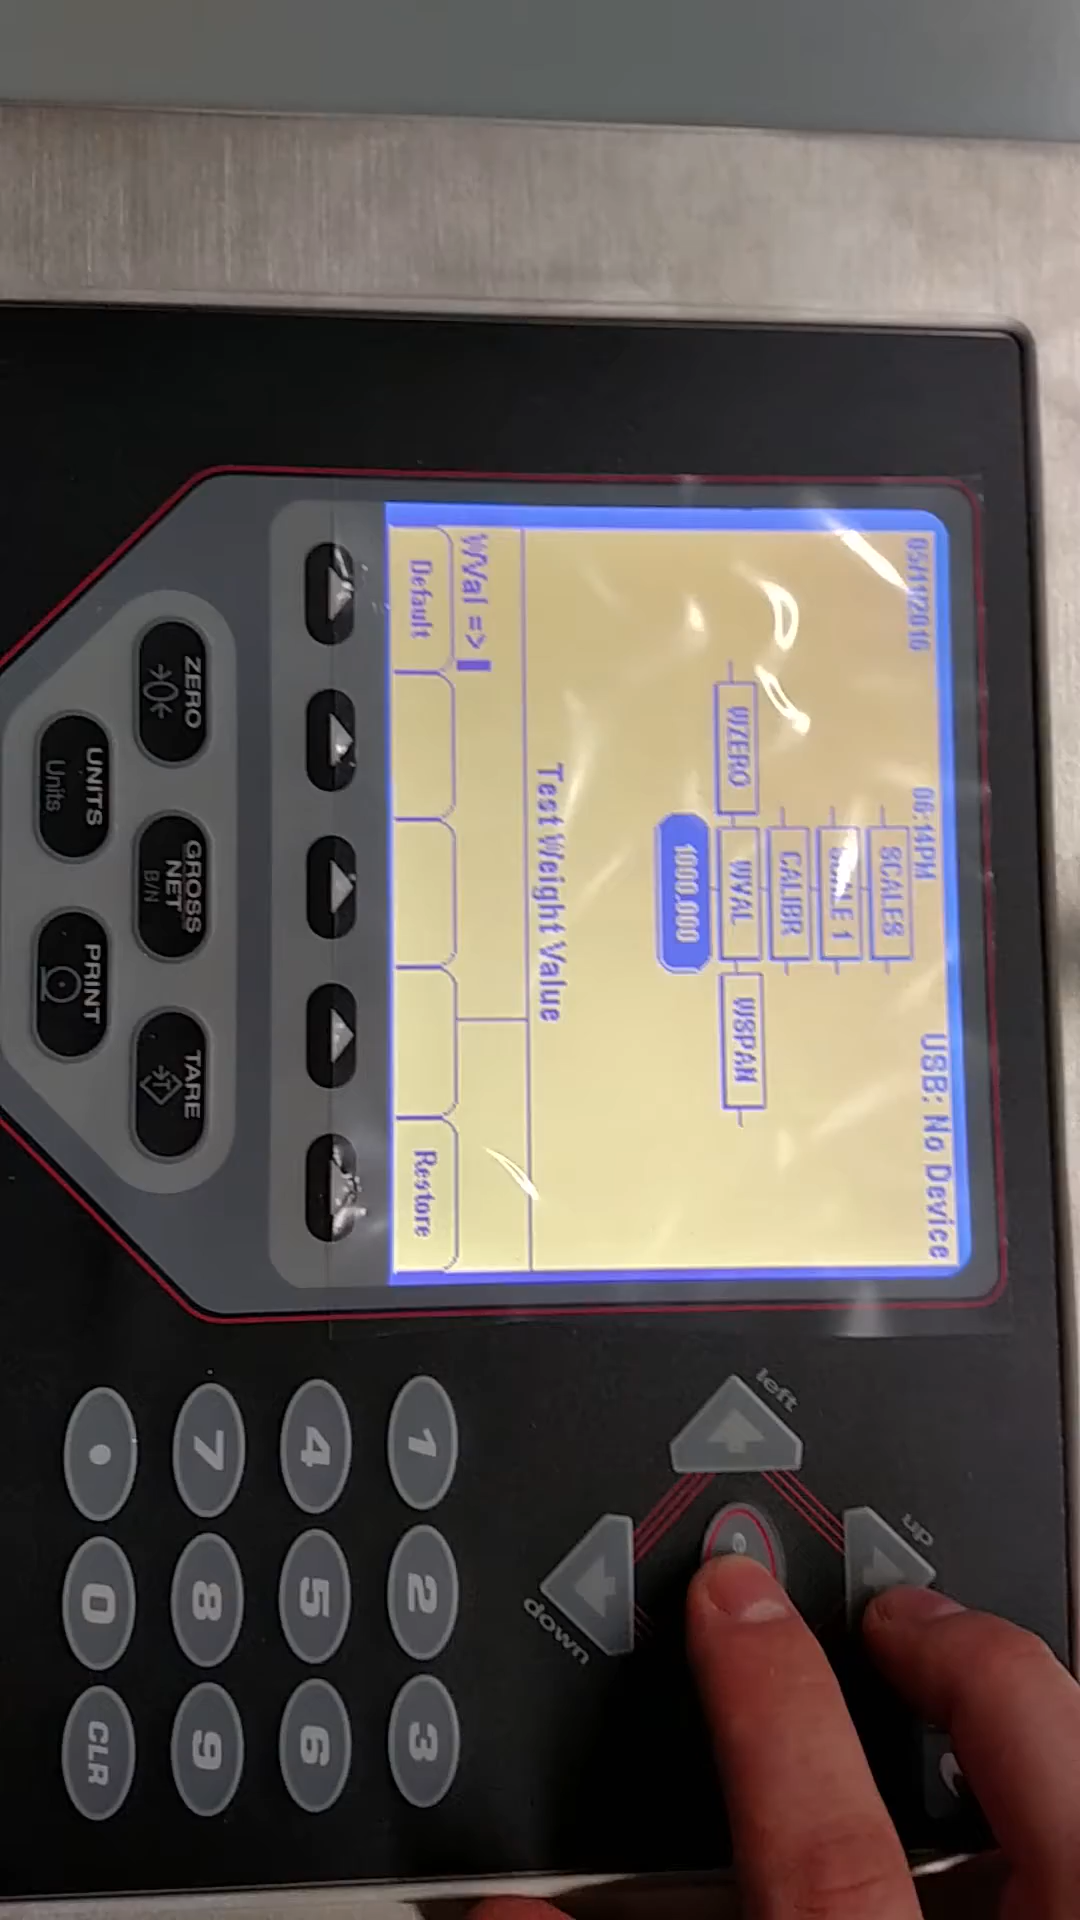 05/11/2016 06:14PM USB: No Device
SCALES
SCALE 1
CALIBR
WZERO WVAL WSPAN
1000.000
Test Weight Value
WVal =>
Default Restore
ZERO
GROSS
NET
B/N
TARE
UNITS
Units
PRINT
left
up
down
1 2 3
4 5 6
7 8 9
0 CLR